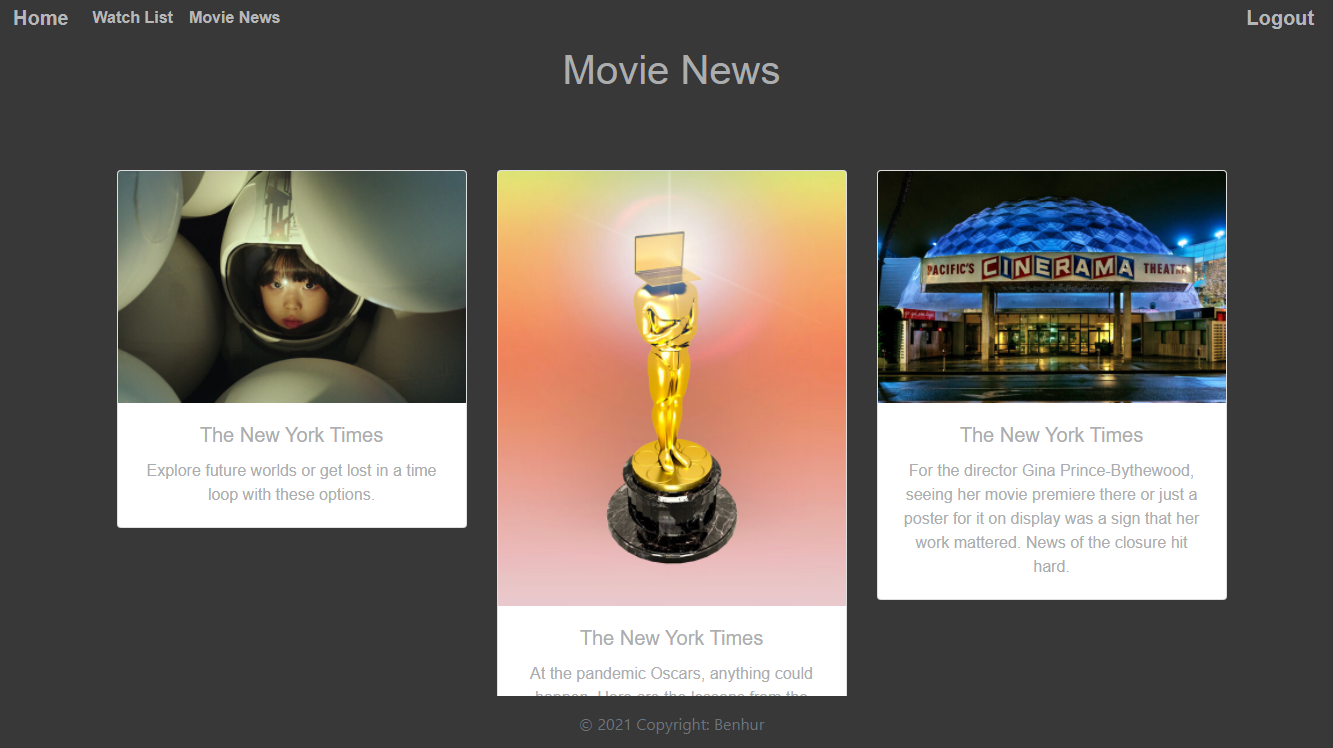 Home Watch List Movie News Logout
Movie News
PACIFIC'S CINERAMA THEATRE
The New York Times
Explore future worlds or get lost in a time
loop with these options.
The New York Times
At the pandemic Oscars, anything could
happen. Here are the lessons from the
The New York Times
For the director Gina Prince-Bythewood,
seeing her movie premiere there or just a
poster for it on display was a sign that her
work mattered. News of the closure hit
hard.
© 2021 Copyright: Benhur